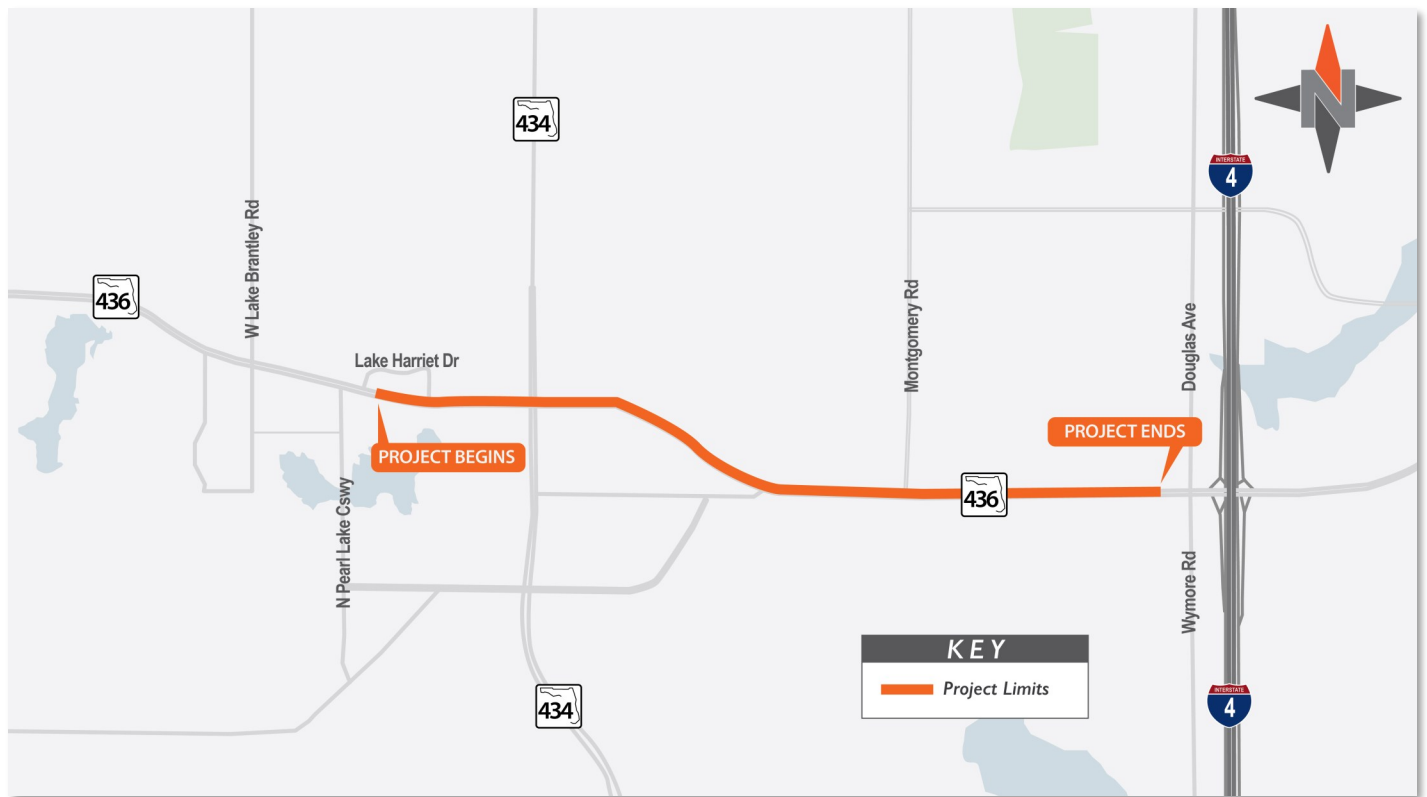 434
INTERSTATE
4
N
W Lake Brantley Rd
436
Lake Harriet Dr
Montgomery Rd
Douglas Ave
PROJECT BEGINS
PROJECT ENDS
436
N Pearl Lake Cswy
Wymore Rd
KEY
Project Limits
434
INTERSTATE
4